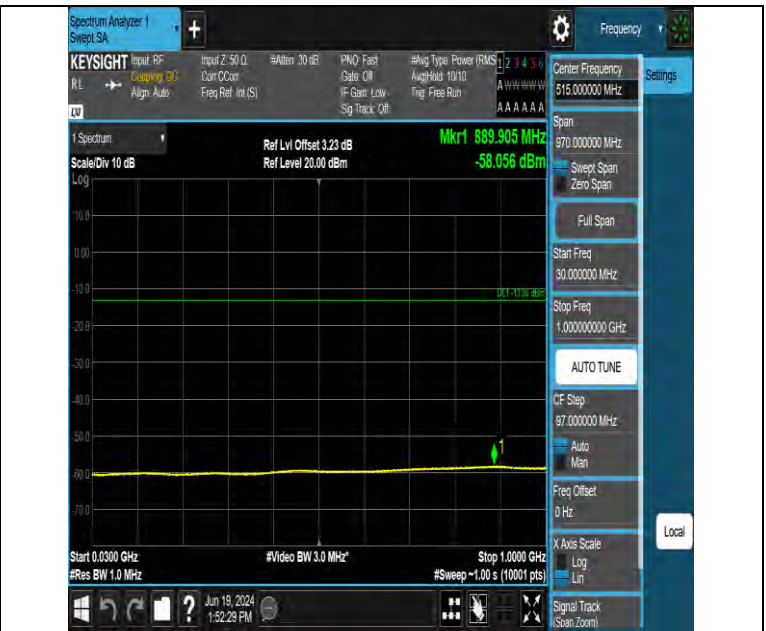 Spectrum Analyzer 1
Swept SA
+
Frequency
KEYSIGHT
RL
Input: RF
Coupling: DC
Align: Auto
Input Z: 50 Ω
Corr CCorr
Freq Ref: Int (S)
#Atten: 30 dB
PNO: Fast
Gate: Off
IF Gain: Low
Sig Track: Off
#Avg Type: Power (RMS
Avg|Hold: 10/10
Trig: Free Run
1 2 3 4 5 6
A W W W W W
A A A A A A
LXI
1 Spectrum
Scale/Div 10 dB
Ref Lvl Offset 3.23 dB
Ref Level 20.00 dBm
Mkr1 889.905 MHz
-58.056 dBm
Log
10.0
0.00
-10.0
DL1 -13.00 dBm
-20.0
-30.0
-40.0
-50.0
1
-60.0
-70.0
Start 0.0300 GHz
#Res BW 1.0 MHz
#Video BW 3.0 MHz*
Stop 1.0000 GHz
#Sweep ~1.00 s (10001 pts)
Jun 19, 2024
1:52:29 PM
?
Center Frequency
515.000000 MHz
Settings
Span
970.000000 MHz
Swept Span
Zero Span
Full Span
Start Freq
30.000000 MHz
Stop Freq
1.000000000 GHz
AUTO TUNE
CF Step
97.000000 MHz
Auto
Man
Freq Offset
0 Hz
X Axis Scale
Log
Lin
Local
Signal Track
(Span Zoom)